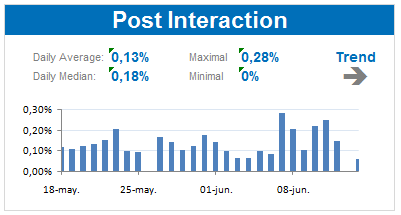 Post Interaction
Daily Average: 0,13% Maximal 0,28% Trend
Daily Median: 0,18% Minimal 0%
0,30%
0,20%
0,10%
0,00%
18-may. 25-may. 01-jun. 08-jun.